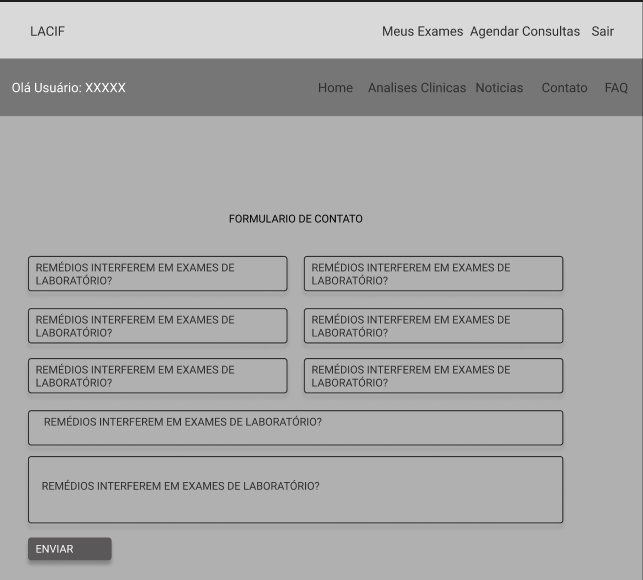 LACIF
Meus Exames Agendar Consultas Sair
Olá Usuário: XXXXX
Home Analises Clinicas Noticias Contato FAQ
FORMULARIO DE CONTATO
REMÉDIOS INTERFEREM EM EXAMES DE
LABORATÓRIO?
REMÉDIOS INTERFEREM EM EXAMES DE
LABORATÓRIO?
REMÉDIOS INTERFEREM EM EXAMES DE
LABORATÓRIO?
REMÉDIOS INTERFEREM EM EXAMES DE
LABORATÓRIO?
REMÉDIOS INTERFEREM EM EXAMES DE
LABORATÓRIO?
REMÉDIOS INTERFEREM EM EXAMES DE
LABORATÓRIO?
REMÉDIOS INTERFEREM EM EXAMES DE LABORATÓRIO?
REMÉDIOS INTERFEREM EM EXAMES DE LABORATÓRIO?
ENVIAR